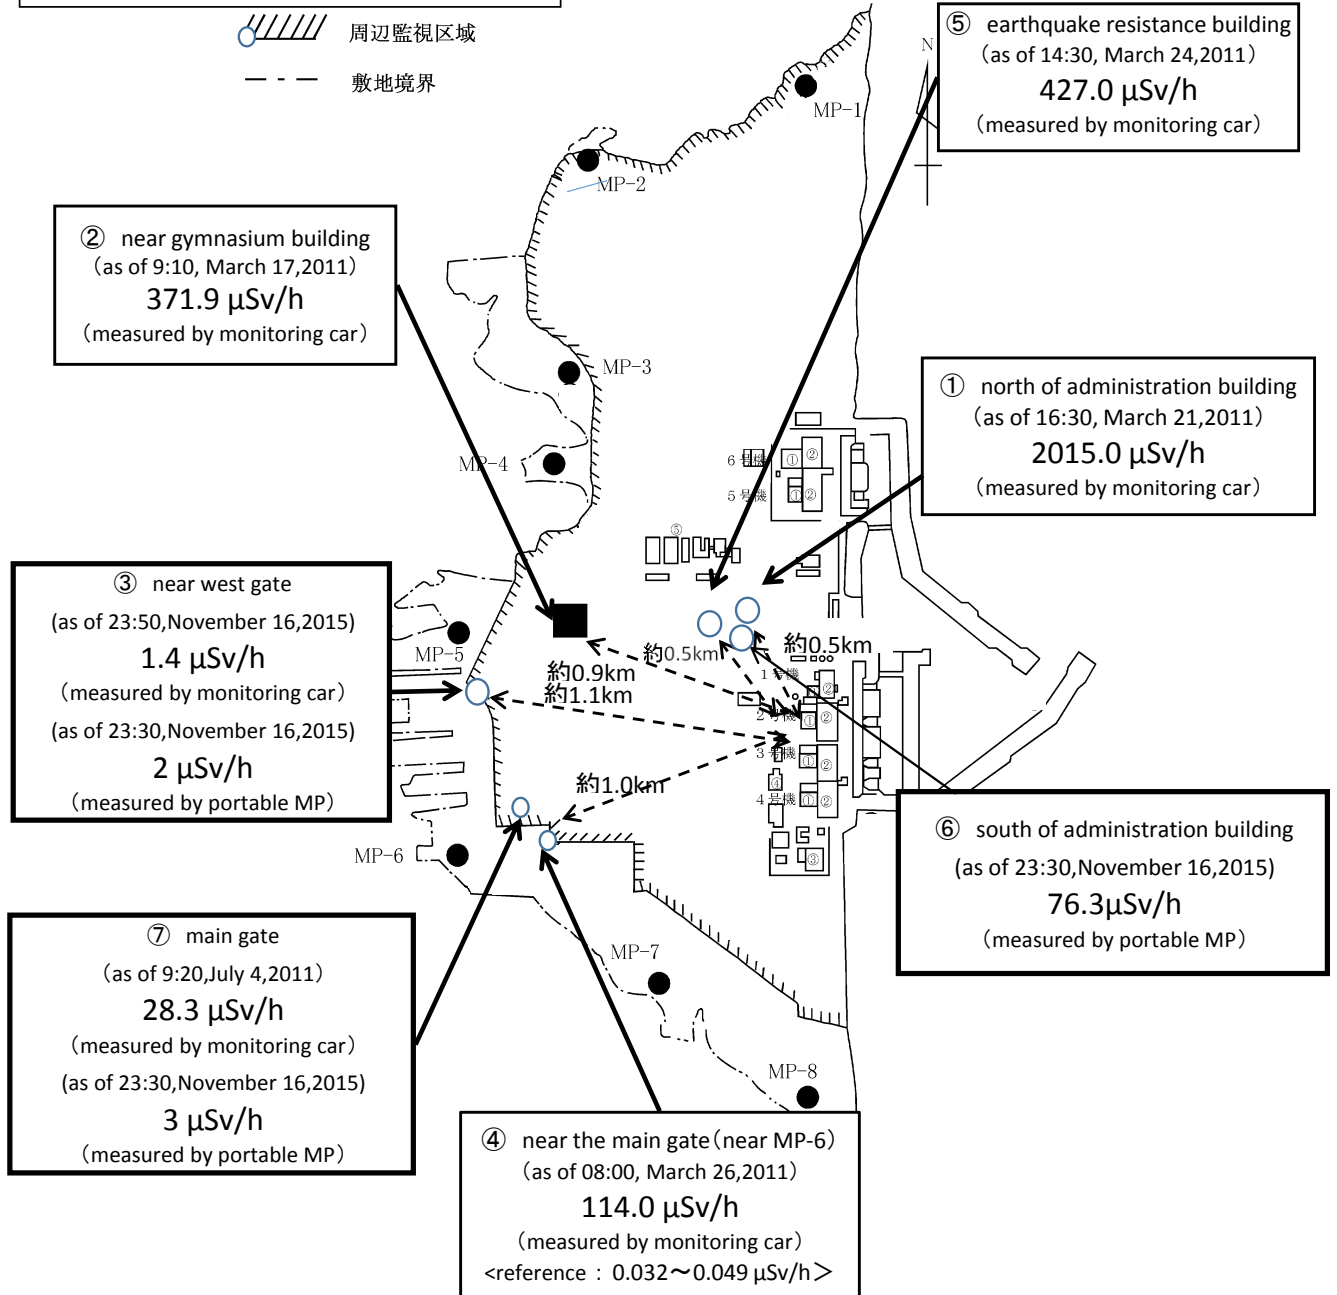 周辺監視区域
敷地境界
⑤ earthquake resistance building
(as of 14:30, March 24,2011)
427.0 μSv/h
(measured by monitoring car)
N
MP-1
MP-2
② near gymnasium building
(as of 9:10, March 17,2011)
371.9 μSv/h
(measured by monitoring car)
MP-3
① north of administration building
(as of 16:30, March 21,2011)
2015.0 μSv/h
(measured by monitoring car)
MP-4
6号機
① ②
5号機
① ②
⑤
③ near west gate
(as of 23:50,November 16,2015)
1.4 μSv/h
(measured by monitoring car)
(as of 23:30,November 16,2015)
2 μSv/h
(measured by portable MP)
MP-5
約0.5km
約0.5km
約0.9km
約1.1km
1号機
②
2号機
① ②
3号機
① ②
約1.0km
④
4号機
① ②
③
MP-6
⑥ south of administration building
(as of 23:30,November 16,2015)
76.3μSv/h
(measured by portable MP)
⑦ main gate
(as of 9:20,July 4,2011)
28.3 μSv/h
(measured by monitoring car)
(as of 23:30,November 16,2015)
3 μSv/h
(measured by portable MP)
MP-7
MP-8
④ near the main gate(near MP-6)
(as of 08:00, March 26,2011)
114.0 μSv/h
(measured by monitoring car)
<reference : 0.032～0.049 μSv/h＞